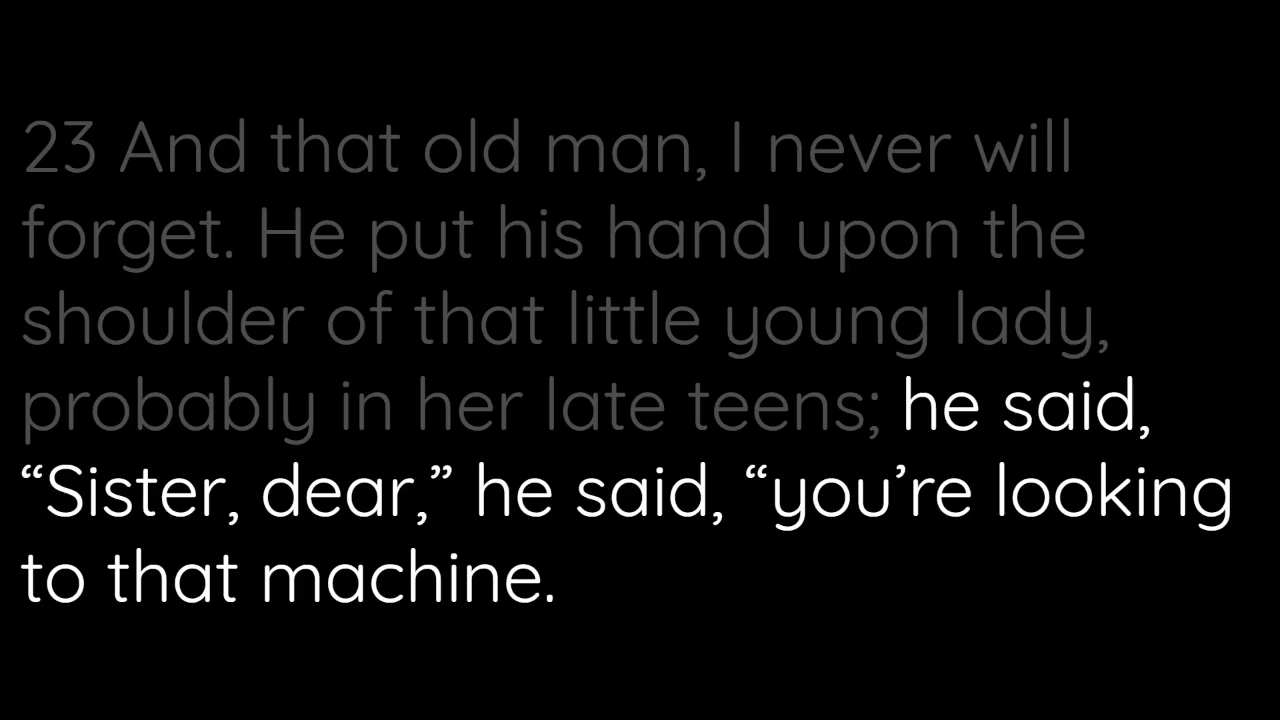 23 And that old man, I never will
forget. He put his hand upon the
shoulder of that little young lady,
probably in her late teens; he said,
“Sister, dear,” he said, “you’re looking
to that machine.